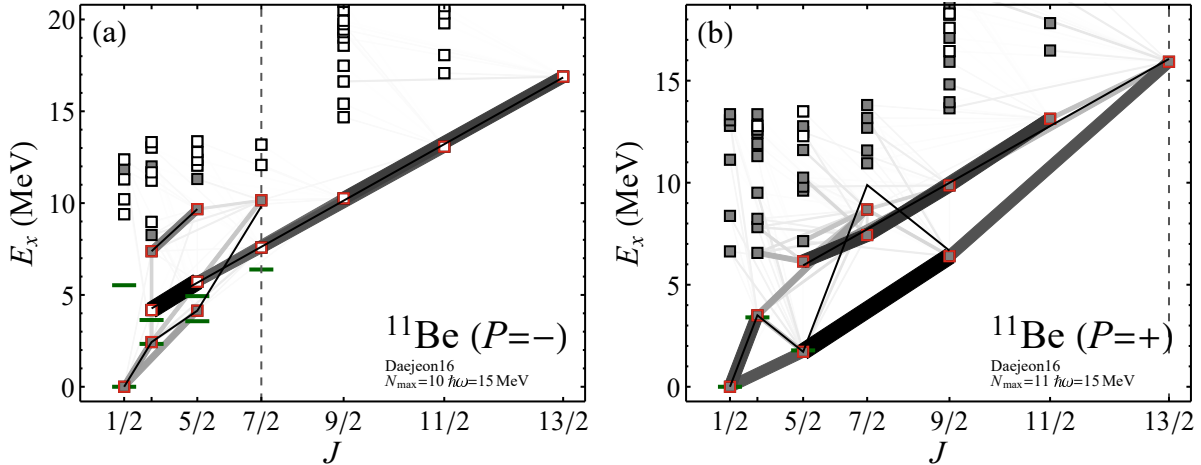 (a)
20
15
10
5
0
E_x (MeV)
1/2 5/2 7/2 9/2 11/2 13/2
J
¹¹Be (P=−)
Daejeon16
N_max=10 ℏω=15 MeV
(b)
20
15
10
5
0
E_x (MeV)
1/2 5/2 7/2 9/2 11/2 13/2
J
¹¹Be (P=+)
Daejeon16
N_max=11 ℏω=15 MeV